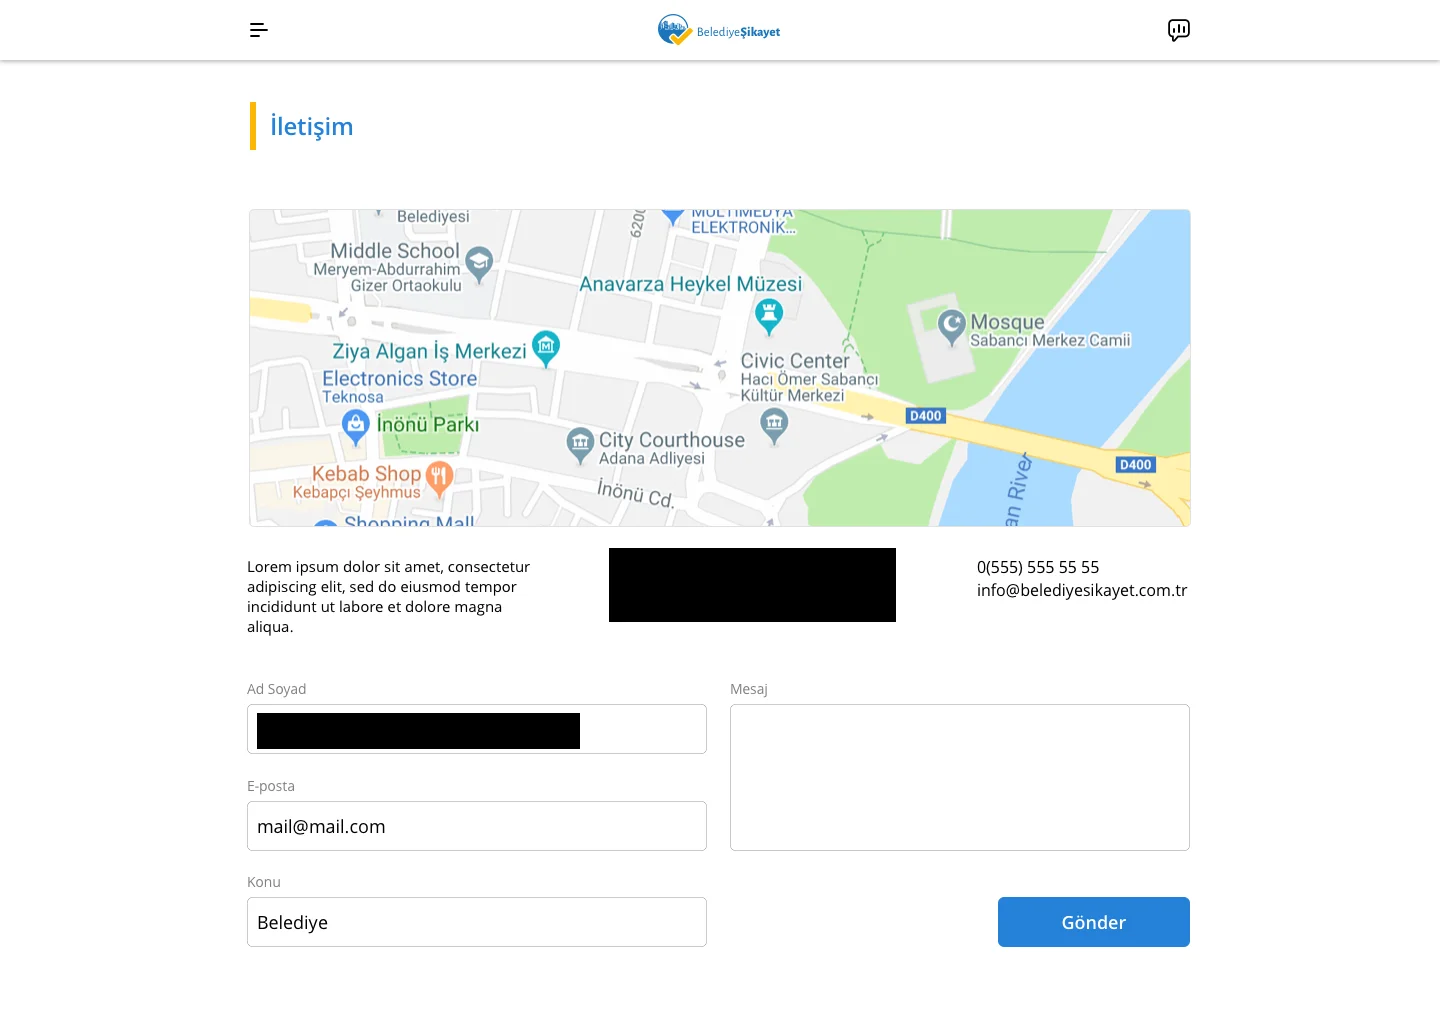 BelediyeŞikayet
İletişim
Belediyesi
6200
MULTİMEDYA
ELEKTRONİK...
Middle School
Meryem-Abdurrahim
Gizer Ortaokulu
Anavarza Heykel Müzesi
Mosque
Sabancı Merkez Camii
Ziya Algan İş Merkezi
Civic Center
Hacı Ömer Sabancı
Kültür Merkezi
Electronics Store
Teknosa
D400
İnönü Parkı
City Courthouse
Adana Adliyesi
D400
Kebab Shop
Kebapçı Şeyhmus
İnönü Cd.
an River
Shopping Mall
Lorem ipsum dolor sit amet, consectetur
adipiscing elit, sed do eiusmod tempor
incididunt ut labore et dolore magna
aliqua.
0(555) 555 55 55
info@belediyesikayet.com.tr
Ad Soyad
Mesaj
E-posta
mail@mail.com
Konu
Belediye
Gönder